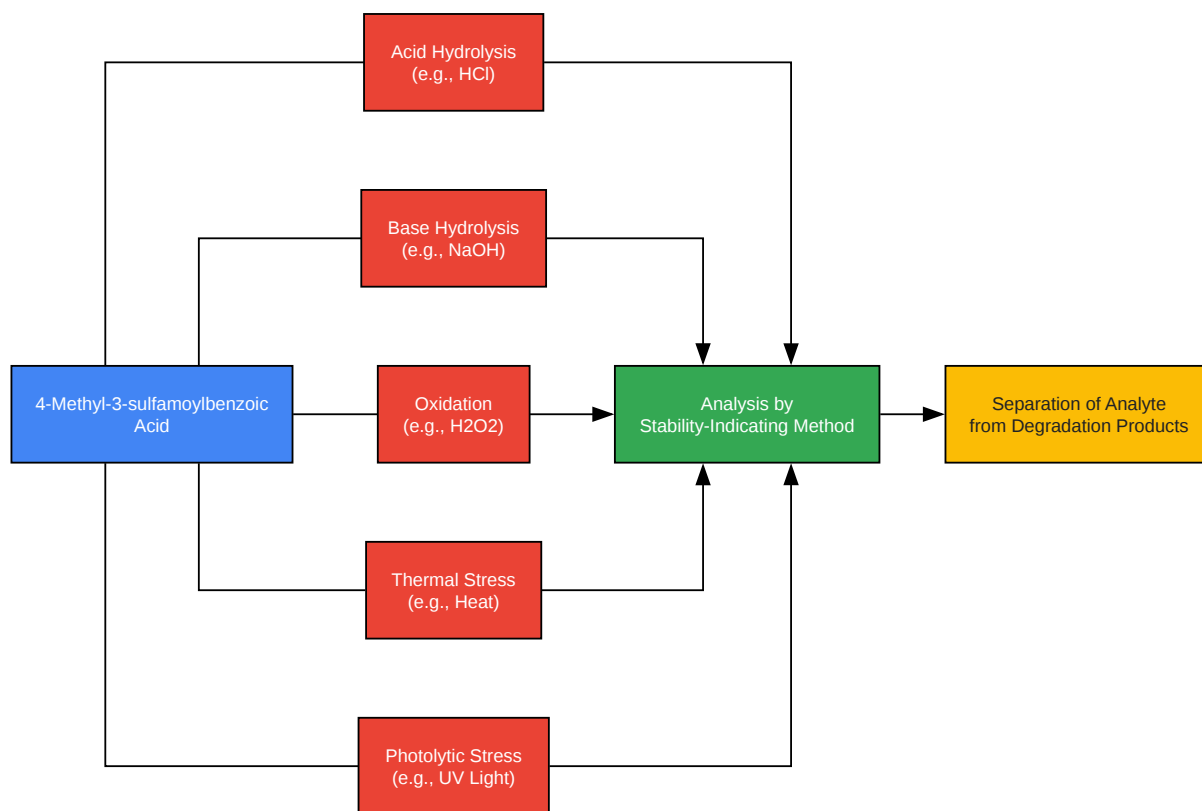 Acid Hydrolysis
(e.g., HCl)
Base Hydrolysis
(e.g., NaOH)
4-Methyl-3-sulfamoylbenzoic
Acid
Oxidation
(e.g., H2O2)
Analysis by
Stability-Indicating Method
Separation of Analyte
from Degradation Products
Thermal Stress
(e.g., Heat)
Photolytic Stress
(e.g., UV Light)